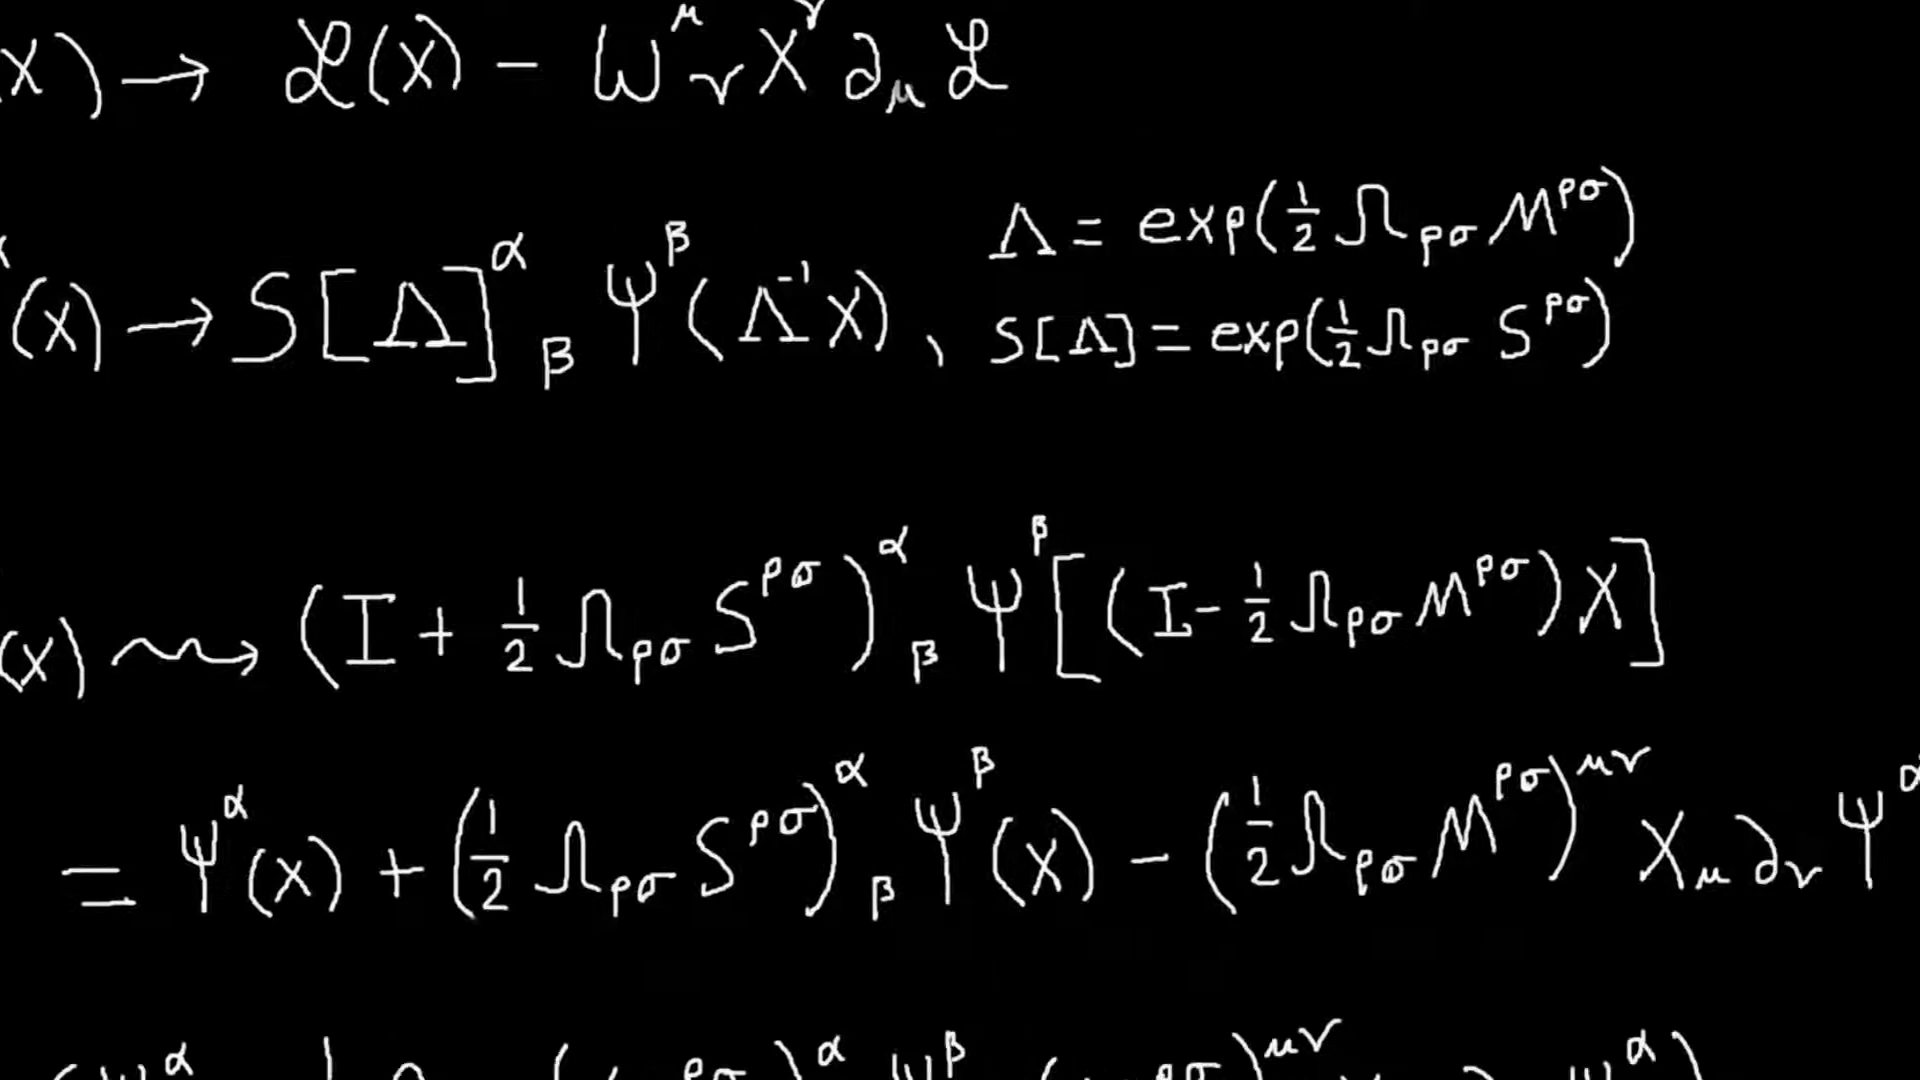 x) → ℒ(x) − ω^μ_ν x^ν ∂_μ ℒ
Λ = exp(½ Ω_ρσ M^ρσ)
^α(x) → S[Λ]^α_β ψ^β(Λ^-1 x), S[Λ] = exp(½ Ω_ρσ S^ρσ)
(x) ⇝ (I + ½ Ω_ρσ S^ρσ)^α_β ψ^β[(I − ½ Ω_ρσ M^ρσ)x]
= ψ^α(x) + (½ Ω_ρσ S^ρσ)^α_β ψ^β(x) − (½ Ω_ρσ M^ρσ)^μν x_μ ∂_ν ψ^α